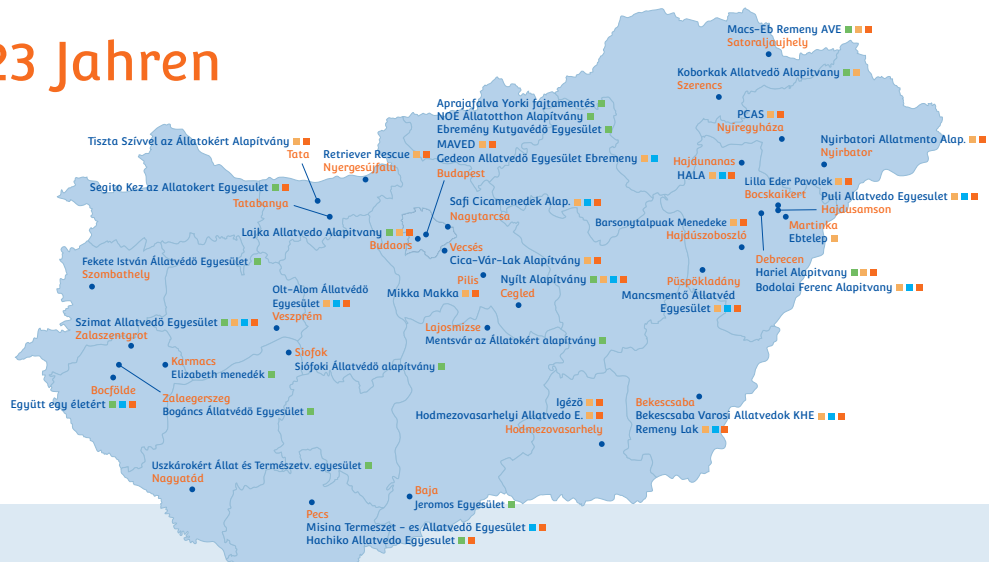 23 Jahren
Macs-Eb Remeny AVE
Satoraljaujhely
Koborkak Allatvedö Alapitvany
Szerencs
PCAS
Nyiregyháza
Nyirbatori Allatmento Alap.
Nyirbator
Hajdunanas
HALA
Lilla Eder Pavolek
Bocskaikert
Puli Allatvedo Egyesulet
Hajdusamson
Martinka
Ebtelep
Barsonytalpuak Menedeke
Hajdúszoboszló
Debrecen
Hariel Alapitvany
Bodolai Ferenc Alapitvany
Püspökladány
Mancsmentő Állatvéd
Egyesület
Aprajafalva Yorki fajtamentés
NOÉ Állatotthon Alapítvány
Ebremény Kutyavédő Egyesület
MAVED
Gedeon Allatvedő Egyesület Ebremeny
Budapest
Tiszta Szívvel az Állatokért Alapítvány
Tata
Retriever Rescue
Nyergesújfalu
Segito Kez az Allatokert Egyesulet
Tatabanya
Safi Cicamenedek Alap.
Nagytarcsa
Lajka Allatvedo Alapitvany
Budaors
Vecsés
Cica-Vár-Lak Alapítvány
Fekete István Állatvédő Egyesület
Szombathely
Pilis
Mikka Makka
Nyílt Alapítvány
Cegled
Olt-Alom Állatvédő
Egyesület
Veszprém
Szimat Allatvedő Egyesület
Zalaszentgrot
Lajosmizse
Mentsvár az Állatokért alapítvány
Siofok
Siófoki Állatvédő alapítvány
Karmacs
Elizabeth menedék
Bocfölde
Együtt egy életért
Zalaegerszeg
Bogáncs Állatvédő Egyesület
Igéző
Hodmezovasarhelyi Allatvedo E.
Hodmezovasarhely
Bekescsaba
Bekescsaba Varosi Allatvedok KHE
Remeny Lak
Uszkárokért Állat és Természetv. egyesület
Nagyatád
Baja
Jeromos Egyesület
Pecs
Misina Termeszet - es Allatvedő Egyesület
Hachiko Allatvedo Egyesulet